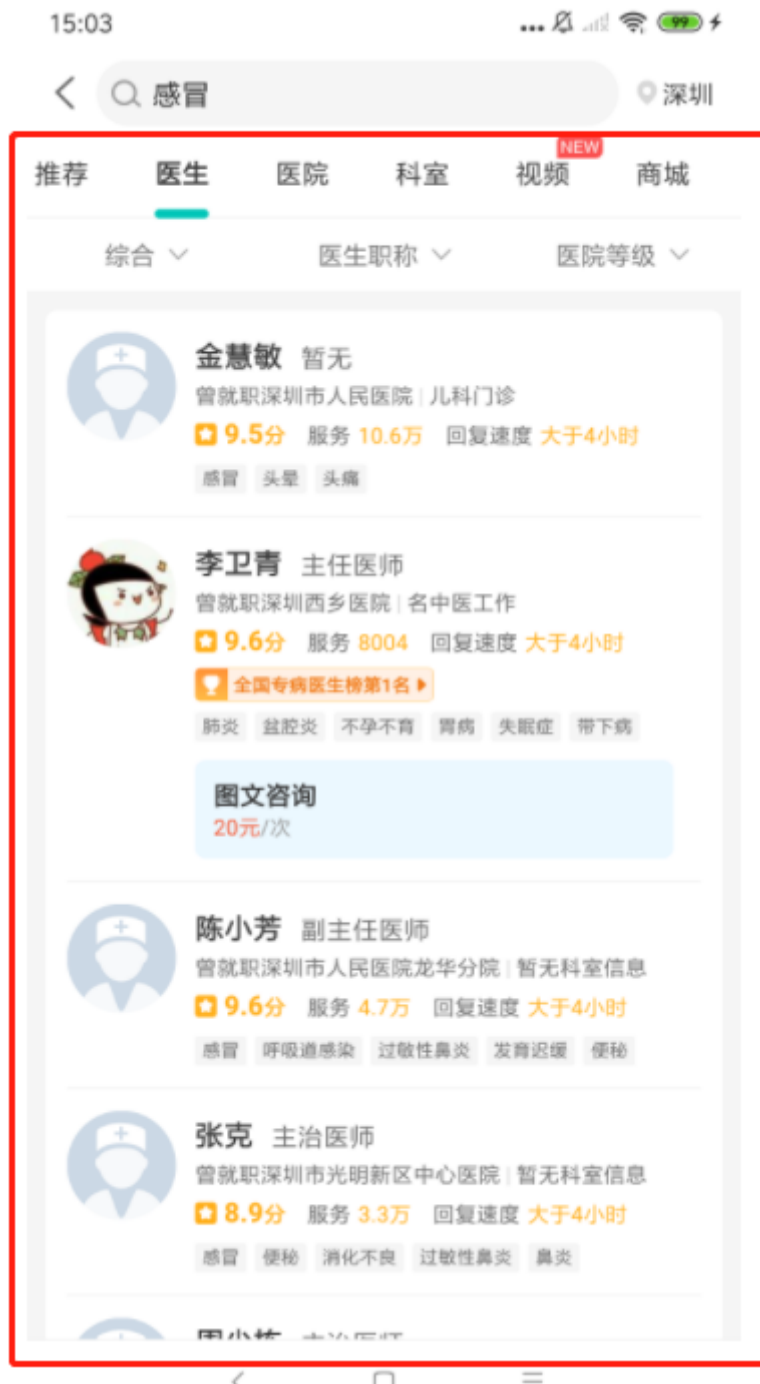 15:03
99
感冒
深圳
NEW
推荐 医生 医院 科室 视频 商城
综合 医生职称 医院等级
金慧敏 暂无
曾就职深圳市人民医院 | 儿科门诊
9.5分 服务 10.6万 回复速度 大于4小时
感冒 头晕 头痛
李卫青 主任医师
曾就职深圳西乡医院 | 名中医工作
9.6分 服务 8004 回复速度 大于4小时
全国专病医生榜第1名
肺炎 盆腔炎 不孕不育 胃病 失眠症 带下病
图文咨询
20元/次
陈小芳 副主任医师
曾就职深圳市人民医院龙华分院 | 暂无科室信息
9.6分 服务 4.7万 回复速度 大于4小时
感冒 呼吸道感染 过敏性鼻炎 发育迟缓 便秘
张克 主治医师
曾就职深圳市光明新区中心医院 | 暂无科室信息
8.9分 服务 3.3万 回复速度 大于4小时
感冒 便秘 消化不良 过敏性鼻炎 鼻炎